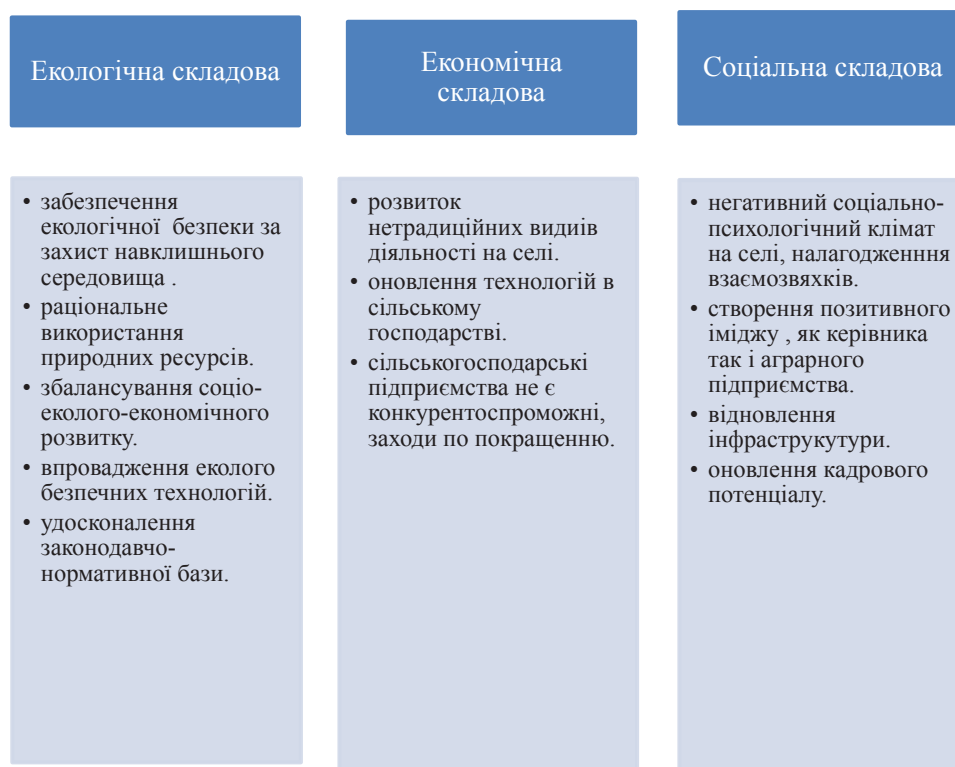 Екологічна складова
забезпечення
екологічної  безпеки за
захист навклишнього
середовища .
• раціональне
використання
природних ресурсів.
• збалансування соціо-
еколого-економічного
розвитку.
• впровадження еколого
безпечних технологій.
• удосконалення
законодавчо-
нормативної бази.
Економічна
складова
• розвиток
нетрадиційних видиів
діяльності на селі.
• оновлення технологій в
сільському
господарстві.
• сільськогосподарські
підприємства не є
конкурентоспроможні,
заходи по покращенню.
Соціальна складова
• негативний соціально-
психологічний клімат
на селі, налагодженння
взаємозвяхків.
• створення позитивного
іміджу , як керівника
так і аграрного
підприємства.
• відновлення
інфраструкутури.
• оновлення кадрового
потенціалу.